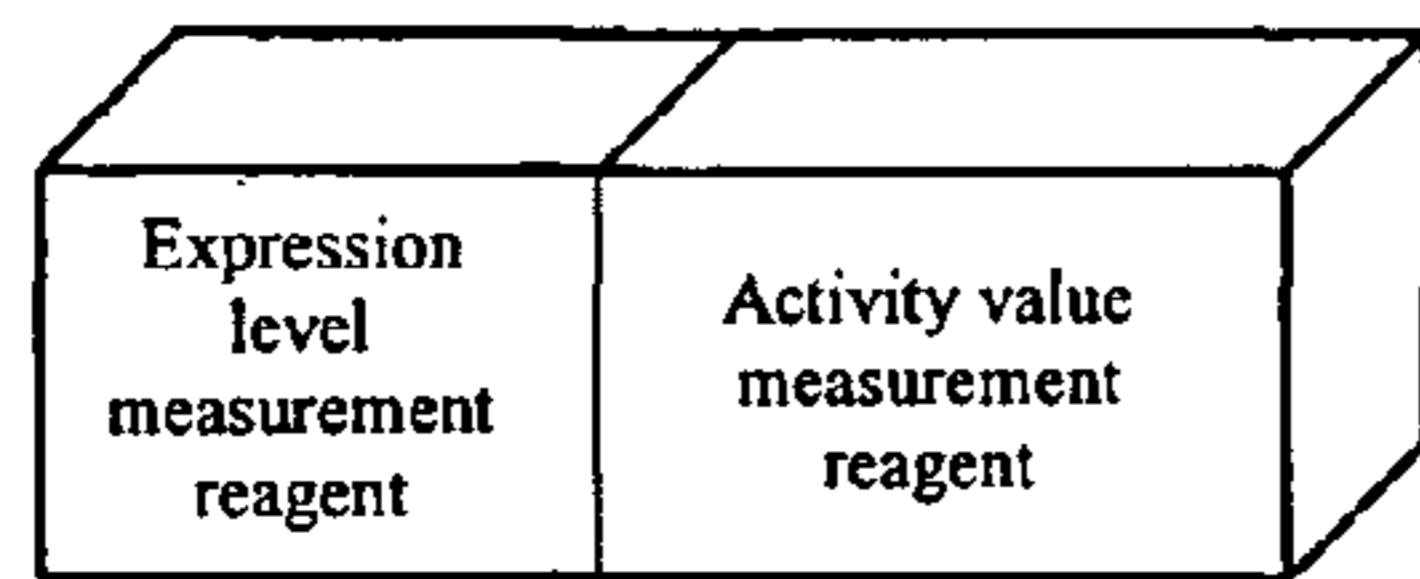 Expression
level
measurement
reagent
Activity value
measurement
reagent